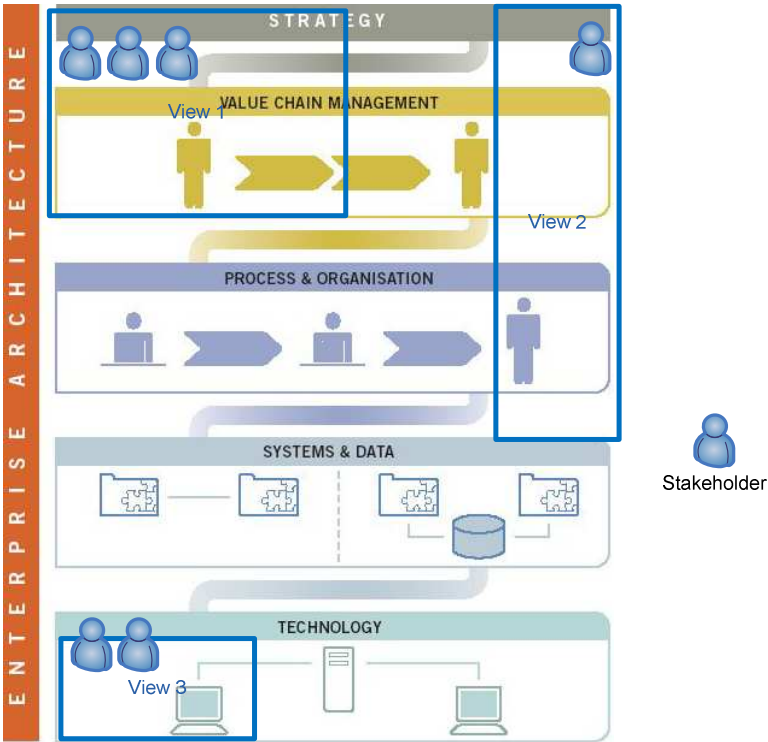 ENTERPRISE ARCHITECTURE
STRATEGY
View 1
VALUE CHAIN MANAGEMENT
View 2
PROCESS & ORGANISATION
SYSTEMS & DATA
Stakeholder
TECHNOLOGY
View 3